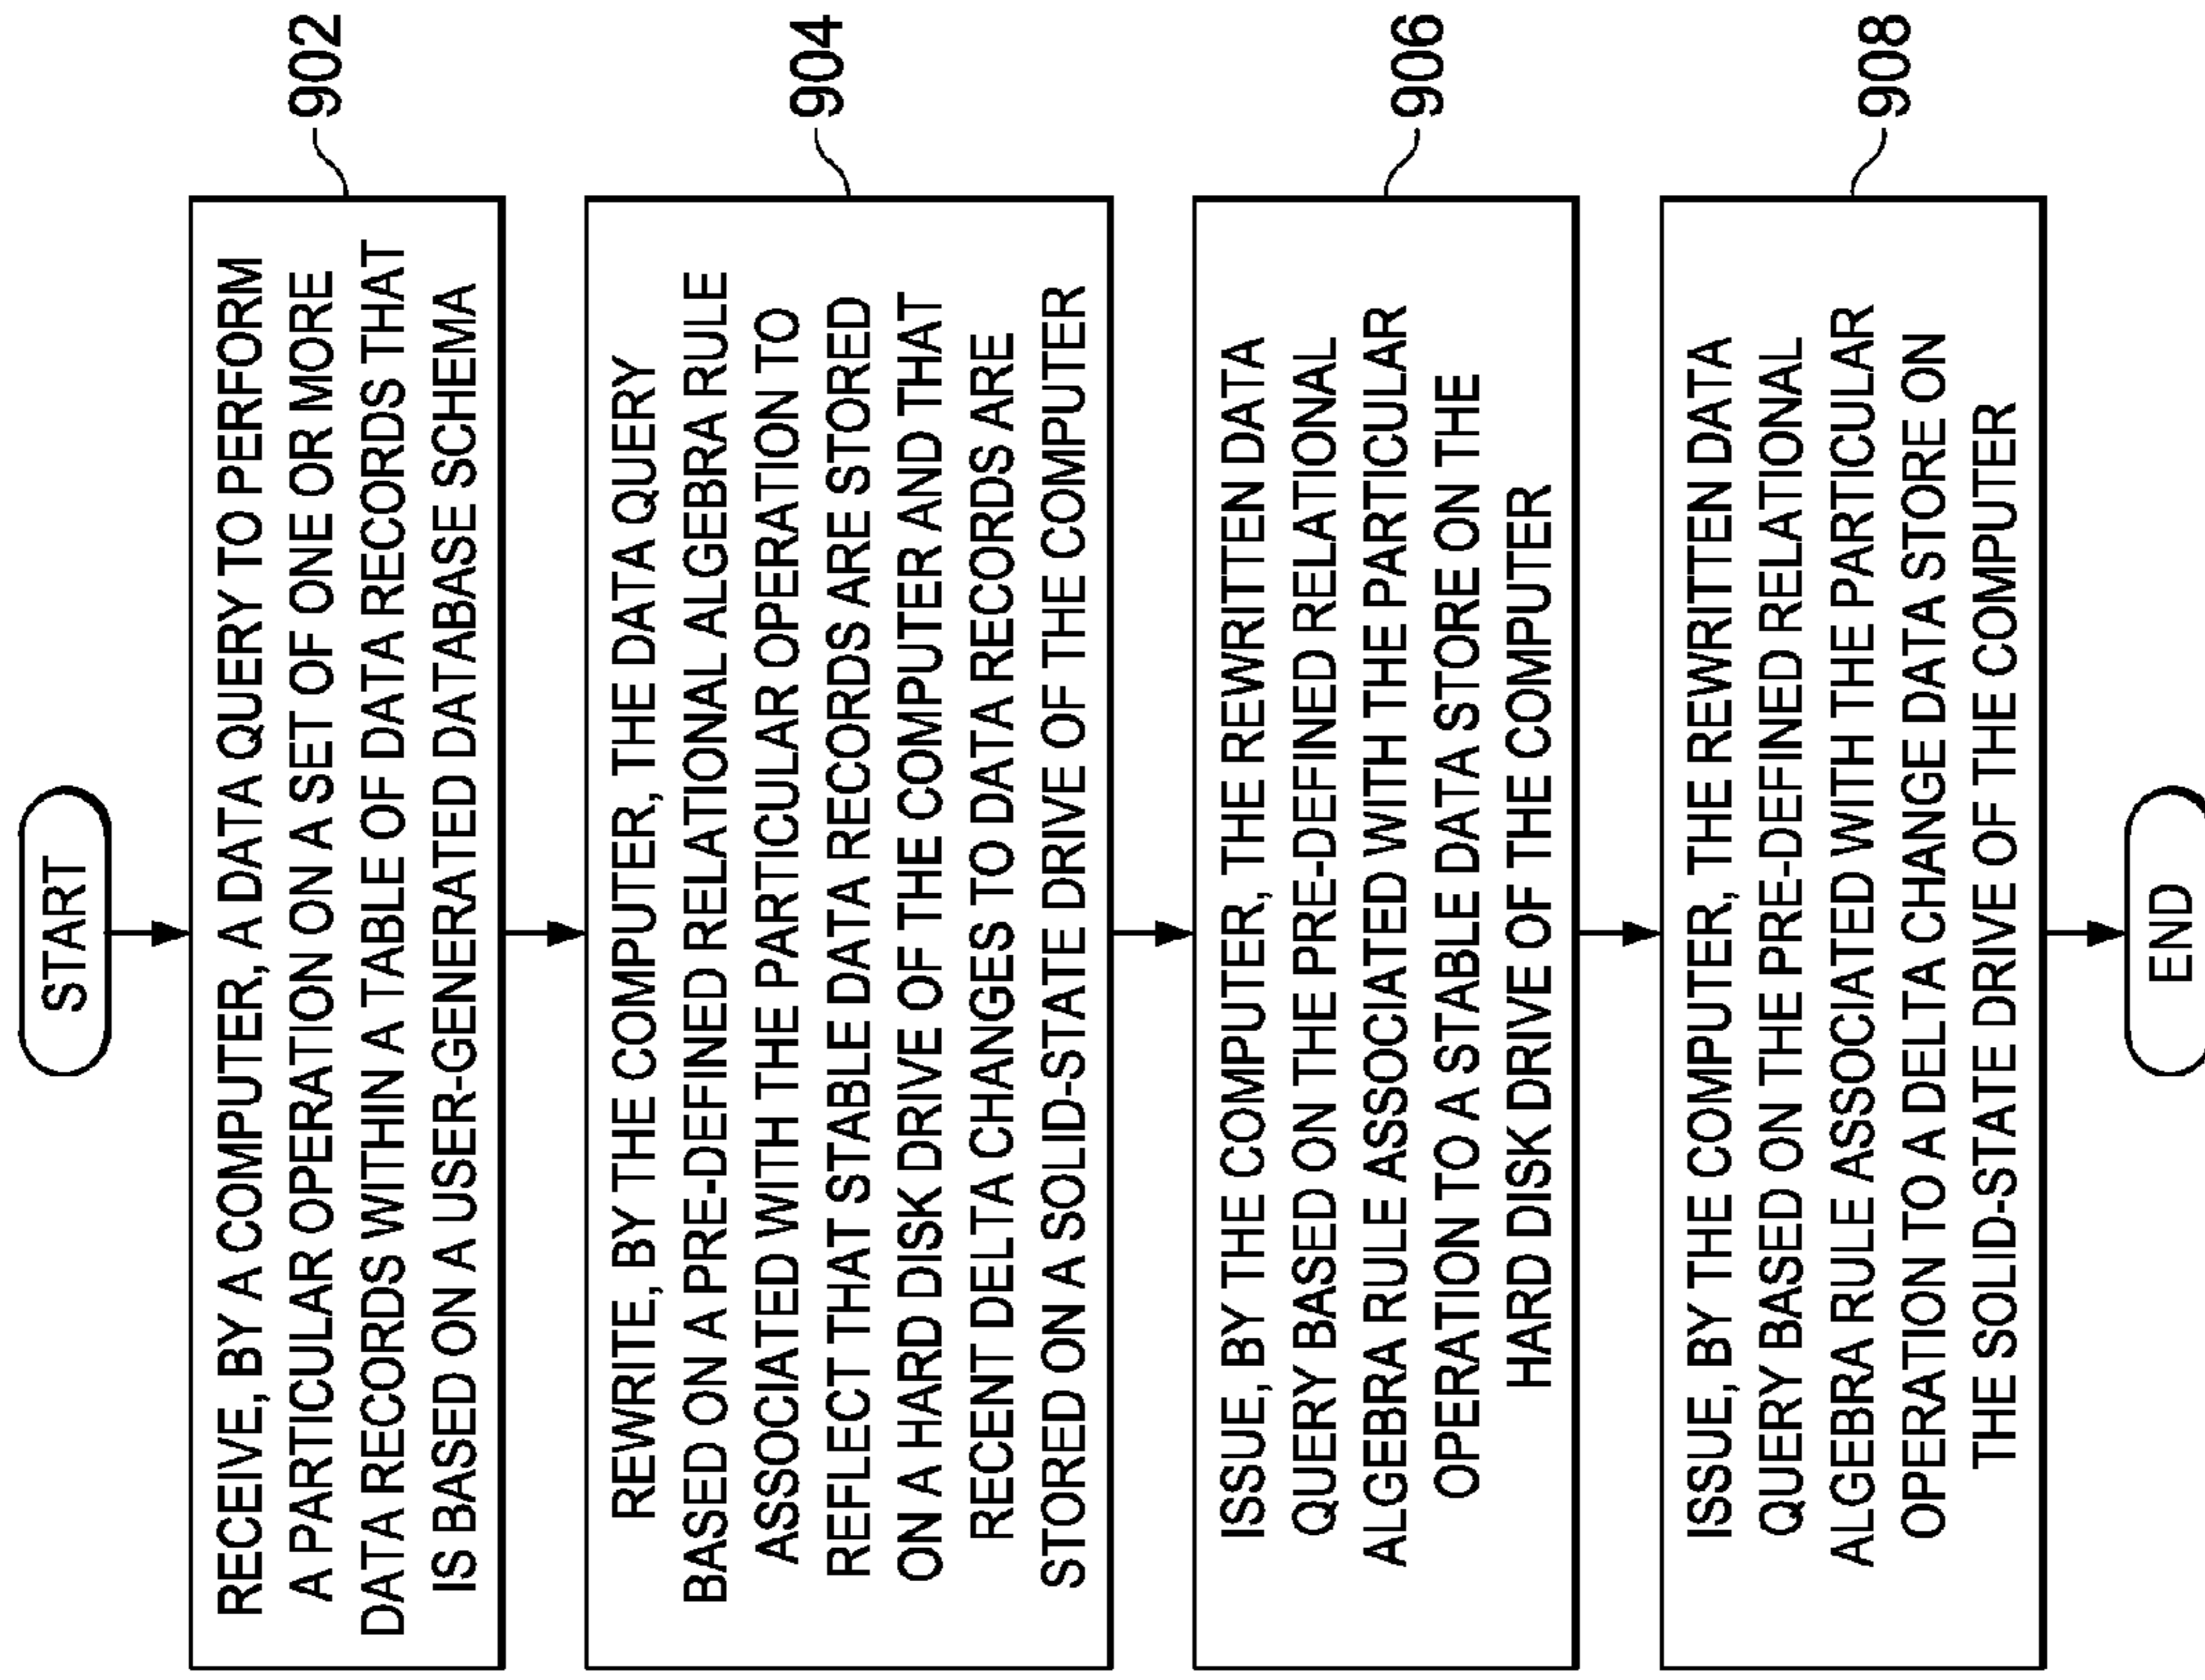 START
RECEIVE, BY A COMPUTER, A DATA QUERY TO PERFORM
A PARTICULAR OPERATION ON A SET OF ONE OR MORE
DATA RECORDS WITHIN A TABLE OF DATA RECORDS THAT
IS BASED ON A USER-GENERATED DATABASE SCHEMA
902
REWRITE, BY THE COMPUTER, THE DATA QUERY
BASED ON A PRE-DEFINED RELATIONAL ALGEBRA RULE
ASSOCIATED WITH THE PARTICULAR OPERATION TO
REFLECT THAT STABLE DATA RECORDS ARE STORED
ON A HARD DISK DRIVE OF THE COMPUTER AND THAT
RECENT DELTA CHANGES TO DATA RECORDS ARE
STORED ON A SOLID-STATE DRIVE OF THE COMPUTER
904
ISSUE, BY THE COMPUTER, THE REWRITTEN DATA
QUERY BASED ON THE PRE-DEFINED RELATIONAL
ALGEBRA RULE ASSOCIATED WITH THE PARTICULAR
OPERATION TO A STABLE DATA STORE ON THE
HARD DISK DRIVE OF THE COMPUTER
906
ISSUE, BY THE COMPUTER, THE REWRITTEN DATA
QUERY BASED ON THE PRE-DEFINED RELATIONAL
ALGEBRA RULE ASSOCIATED WITH THE PARTICULAR
OPERATION TO A DELTA CHANGE DATA STORE ON
THE SOLID-STATE DRIVE OF THE COMPUTER
908
END